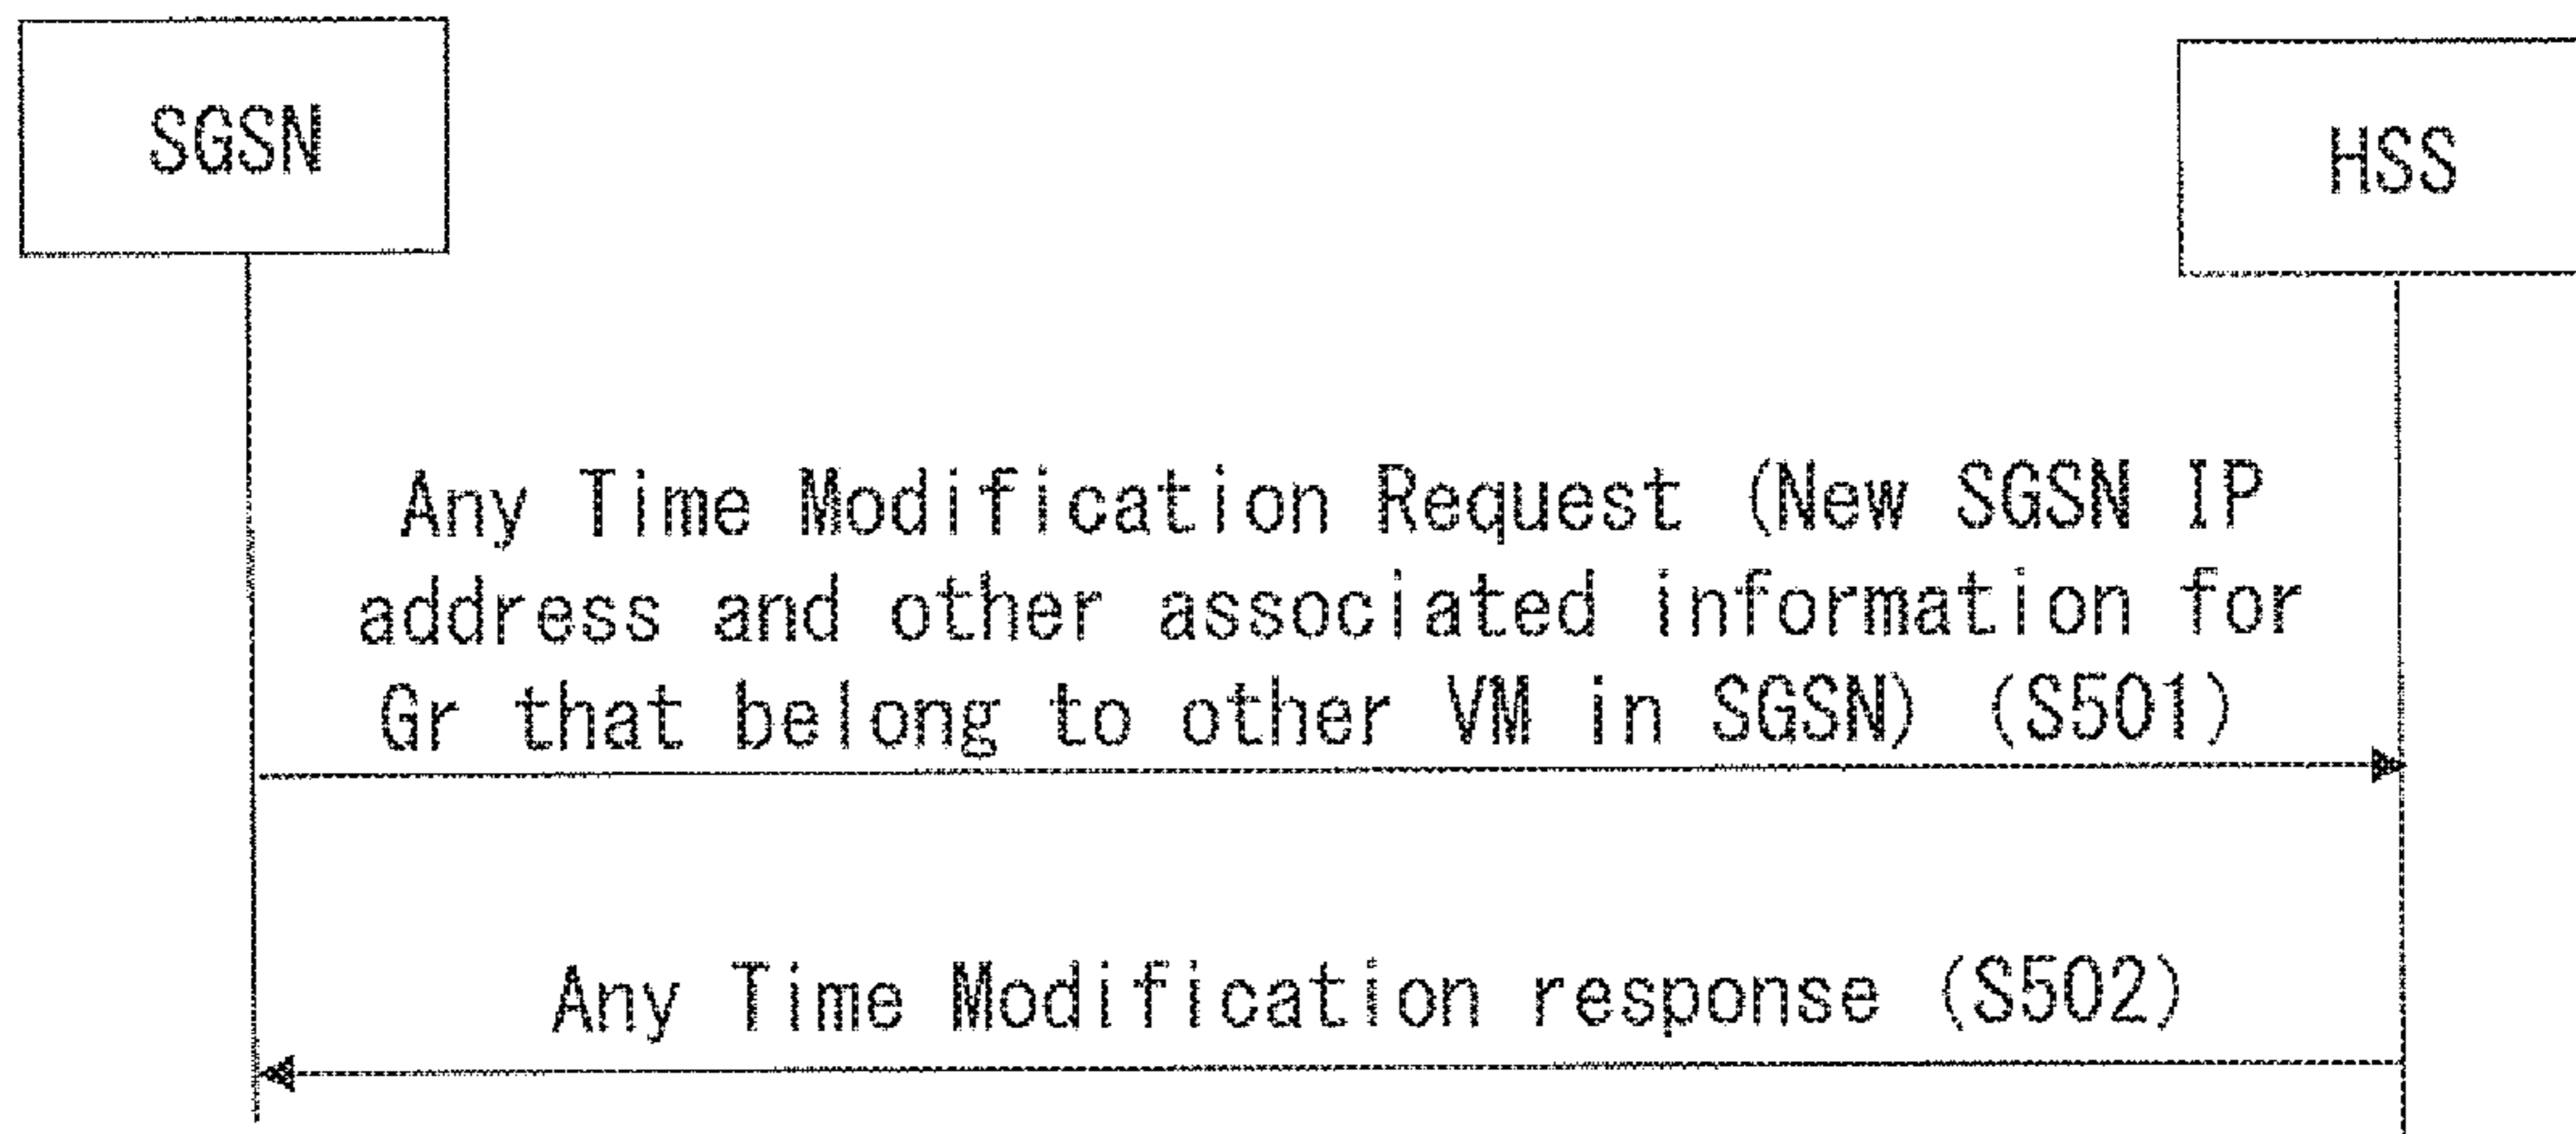 SGSN
HSS
Any Time Modification Request (New SGSN IP
address and other associated information for
Gr that belong to other VM in SGSN) (S501)
Any Time Modification response (S502)